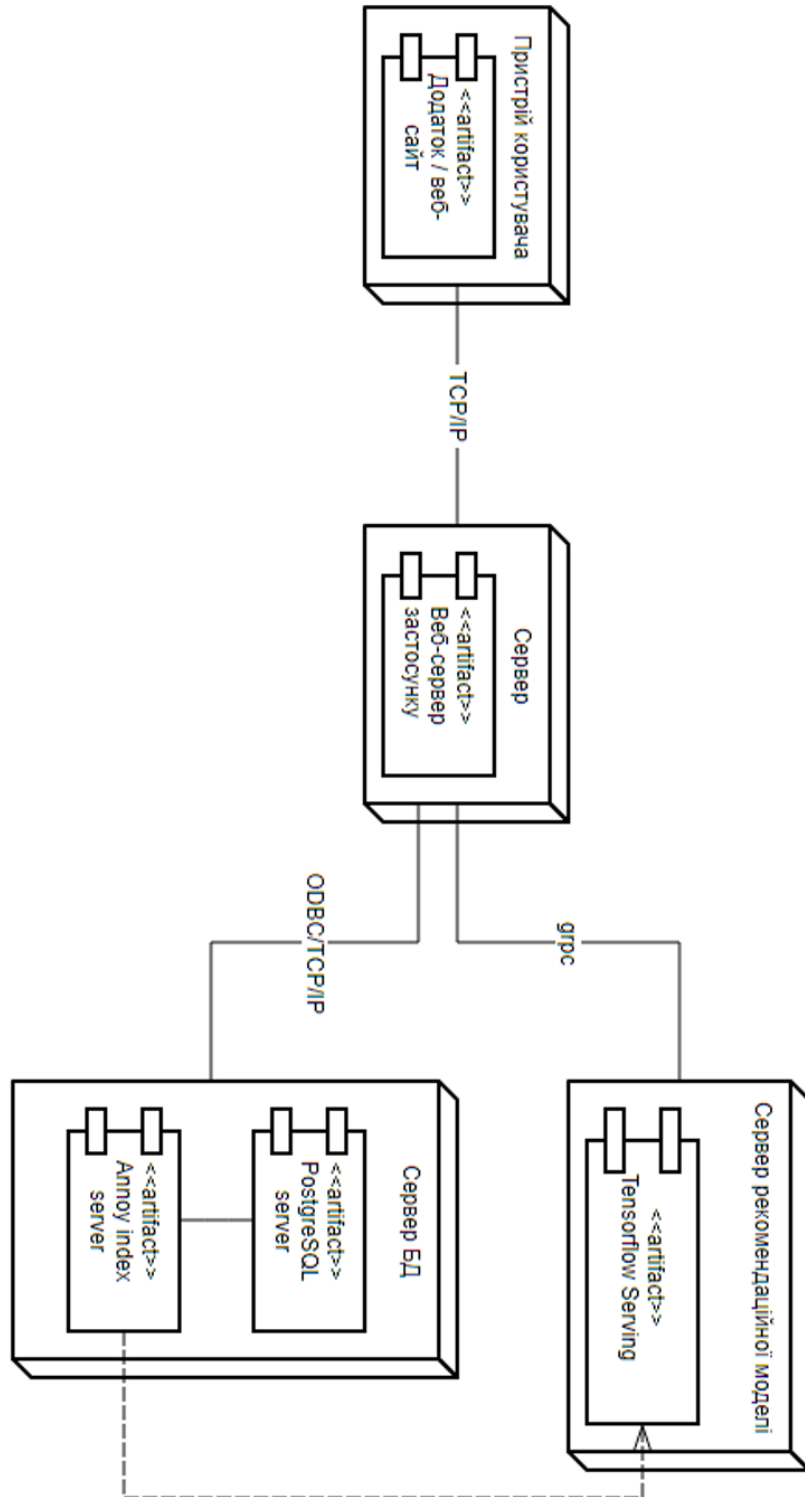 Пристрій користувача
<<artifact>>
Додаток / веб-
сайт
TCP/IP
Сервер
<<artifact>>
Веб-сервер
застосунку
grpc
ODBC/TCP/IP
Сервер рекомендаційної моделі
<<artifact>>
Tensorflow Serving
Сервер БД
<<artifact>>
PostgreSQL
server
<<artifact>>
Annoy index
server